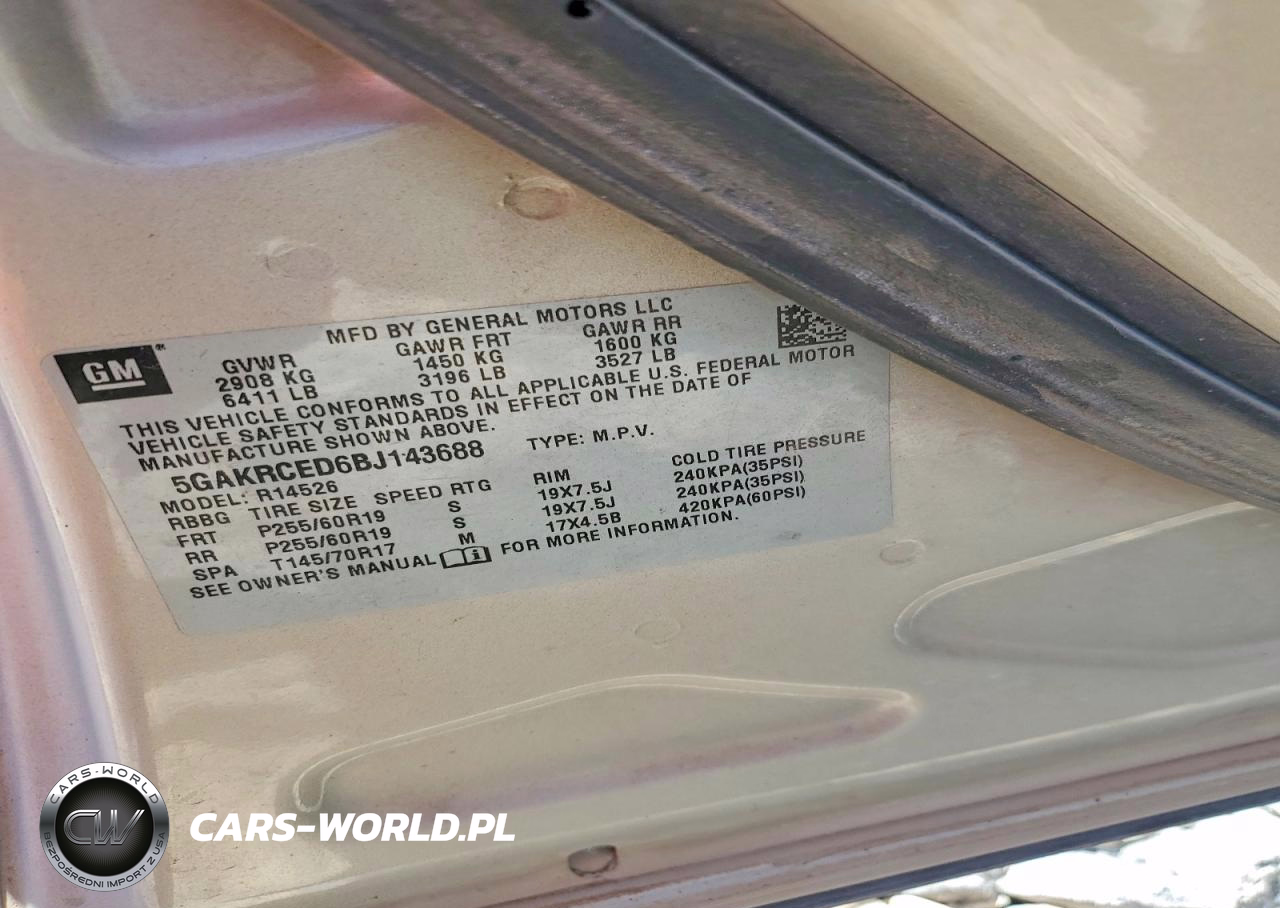 GM
MFD BY GENERAL MOTORS LLC
GVWR GAWR FRT GAWR RR
2908 KG 1450 KG 1600 KG
6411 LB 3196 LB 3527 LB
THIS VEHICLE CONFORMS TO ALL APPLICABLE U.S. FEDERAL MOTOR
VEHICLE SAFETY STANDARDS IN EFFECT ON THE DATE OF
MANUFACTURE SHOWN ABOVE.
5GAKRCED6BJ143688 TYPE: M.P.V.
MODEL: R14526
RBBG TIRE SIZE SPEED RTG RIM COLD TIRE PRESSURE
FRT P255/60R19 S 19X7.5J 240KPA(35PSI)
RR P255/60R19 S 19X7.5J 240KPA(35PSI)
SPA T145/70R17 M 17X4.5B 420KPA(60PSI)
SEE OWNER'S MANUAL FOR MORE INFORMATION.
CARS-WORLD
CW
BEZPOŚREDNI IMPORT Z USA
CARS-WORLD.PL